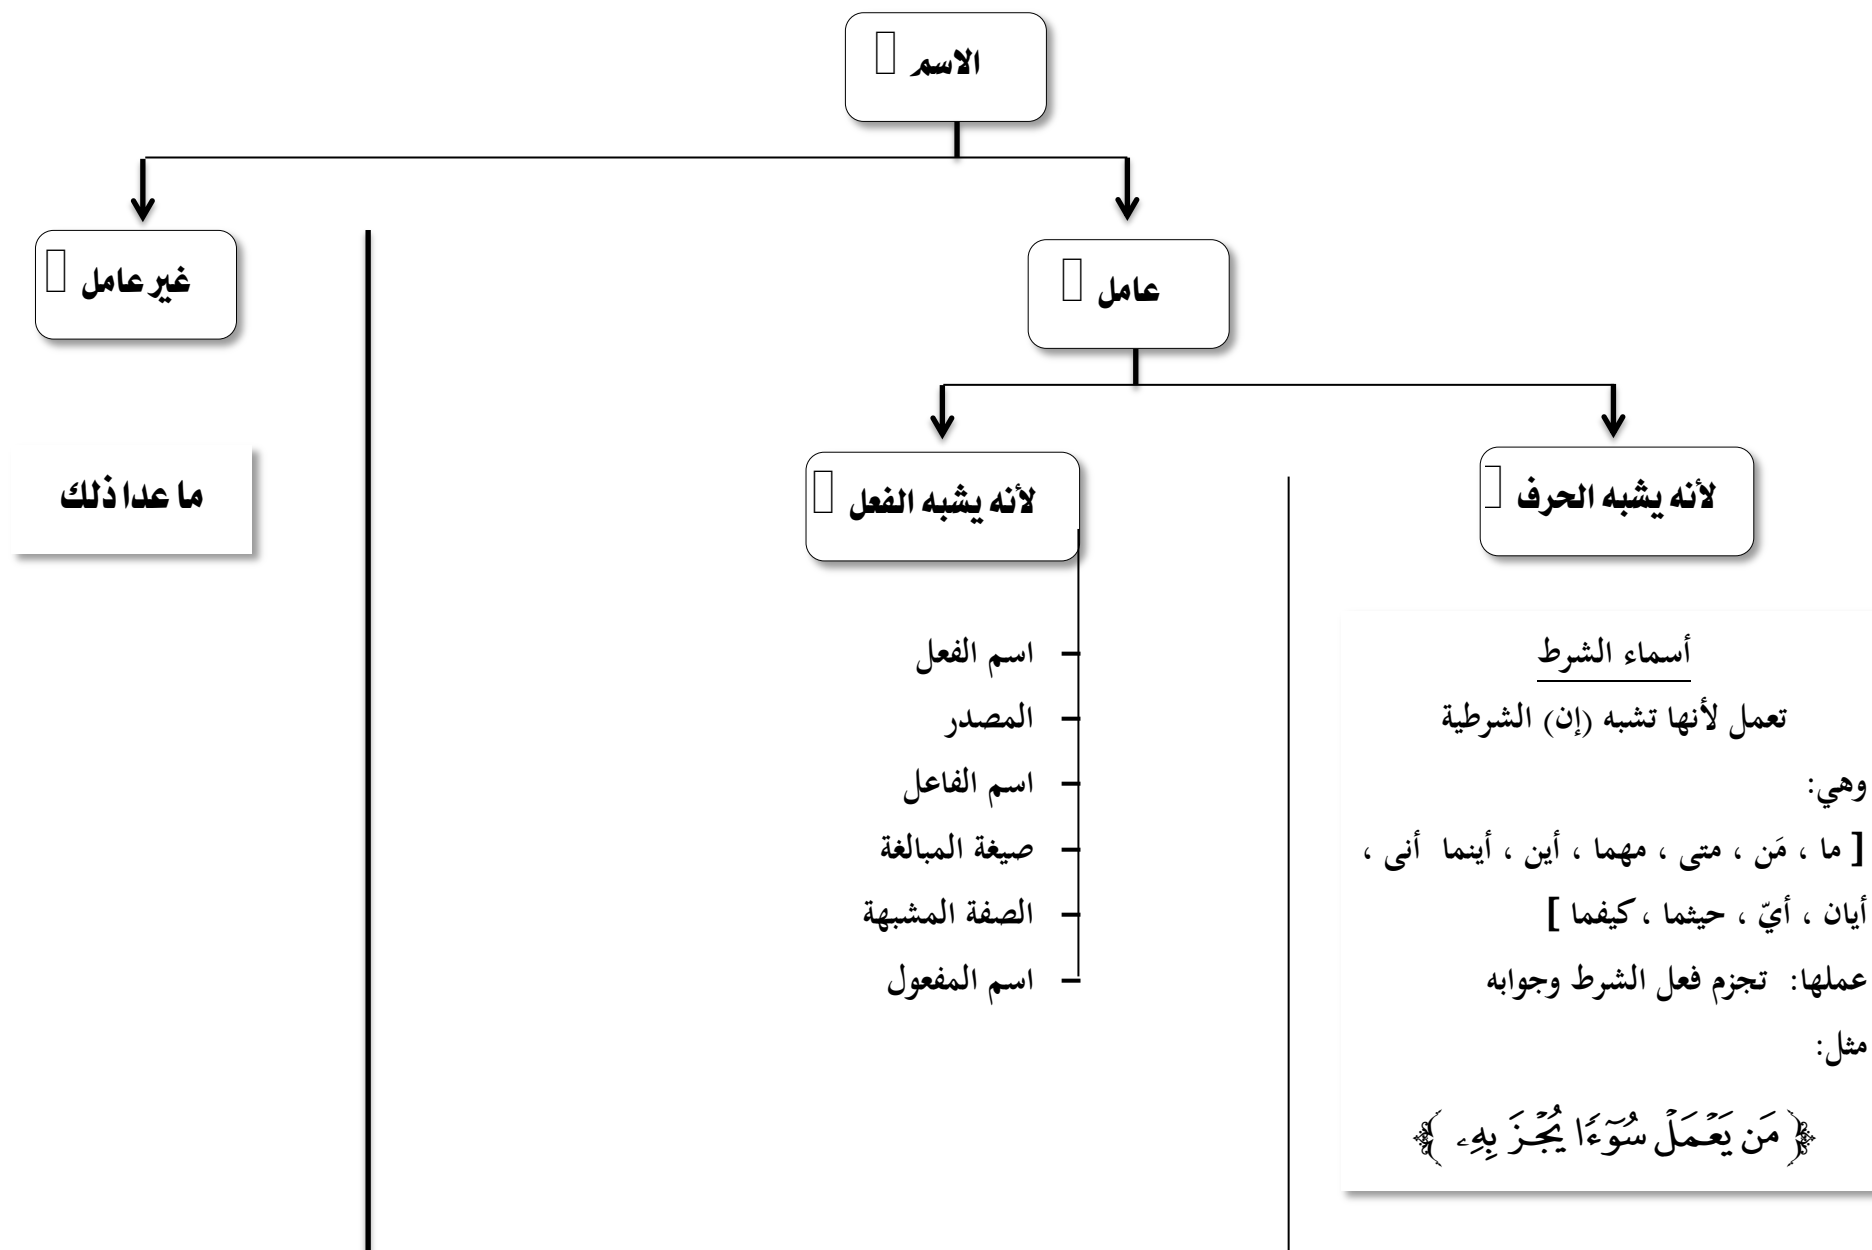 الاسم
عامل
غير عامل
لأنه يشبه الحرف
لأنه يشبه الفعل
ما عدا ذلك
أسماء الشرط
تعمل لأنها تشبه (إن) الشرطية
وهي:
[ ما ، مَن ، متى ، مهما ، أين ، أينما أنى ،
أيان ، أيّ ، حيثما ، كيفما ]
عملها: تجزم فعل الشرط وجوابه
مثل:
﴿ مَن يَعۡمَلۡ سُوٓءٗا يُجۡزَ بِهِۦ ﴾
- اسم الفعل
- المصدر
- اسم الفاعل
- صيغة المبالغة
- الصفة المشبهة
- اسم المفعول